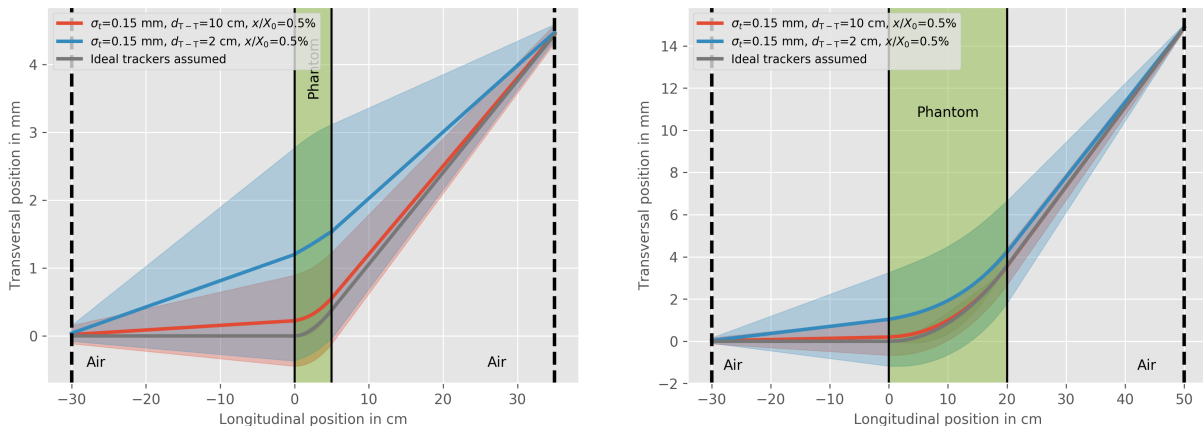 σt=0.15 mm, dT−T=10 cm, x/X0=0.5%
σt=0.15 mm, dT−T=2 cm, x/X0=0.5%
Ideal trackers assumed
Phantom
Air
Air
Transversal position in mm
4
3
2
1
0
−30
−20
−10
0
10
20
30
Longitudinal position in cm
σt=0.15 mm, dT−T=10 cm, x/X0=0.5%
σt=0.15 mm, dT−T=2 cm, x/X0=0.5%
Ideal trackers assumed
Phantom
Air
Air
Transversal position in mm
14
12
10
8
6
4
2
0
−2
−30
−20
−10
0
10
20
30
40
50
Longitudinal position in cm